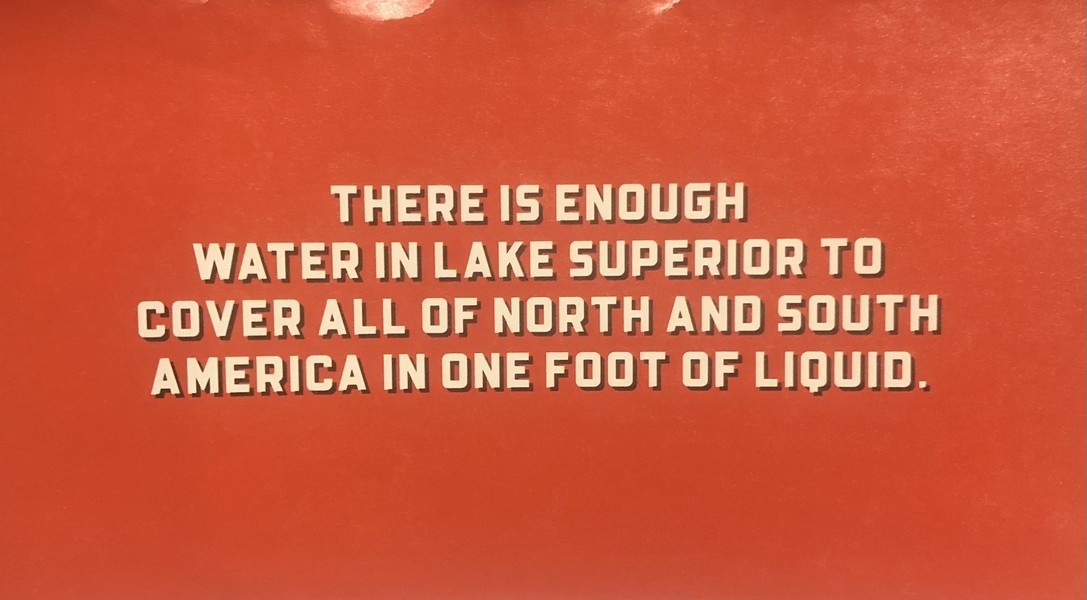 THERE IS ENOUGH
WATER IN LAKE SUPERIOR TO
COVER ALL OF NORTH AND SOUTH
AMERICA IN ONE FOOT OF LIQUID.